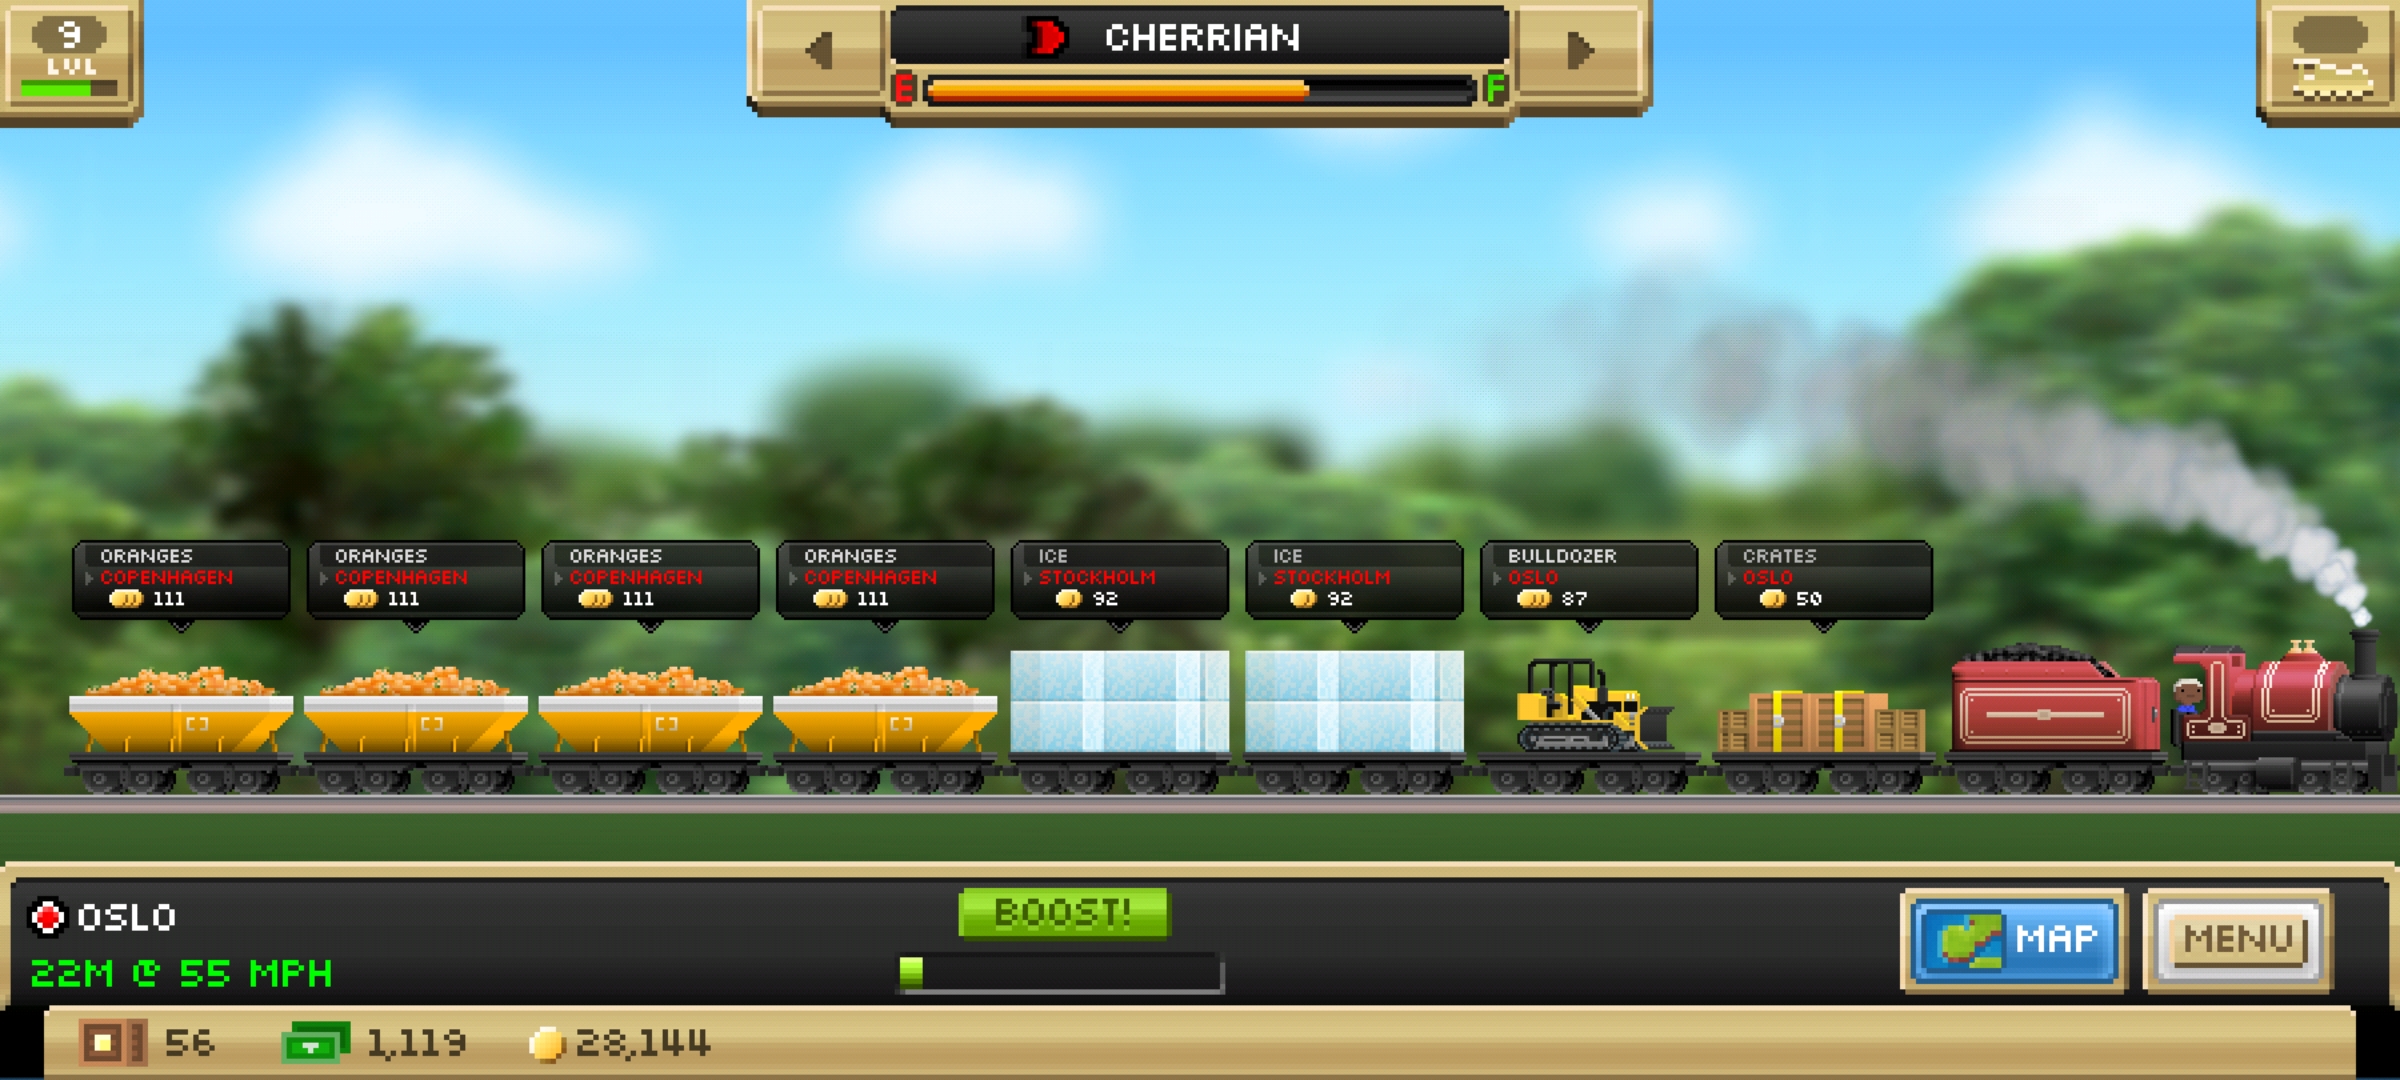 9
LVL
CHERRIAN
E F
ORANGES
COPENHAGEN
111
ORANGES
COPENHAGEN
111
ORANGES
COPENHAGEN
111
ORANGES
COPENHAGEN
111
ICE
STOCKHOLM
92
ICE
STOCKHOLM
92
BULLDOZER
OSLO
87
CRATES
OSLO
50
OSLO
22M @ 55 MPH
BOOST!
MAP
MENU
56
1,119
28,144